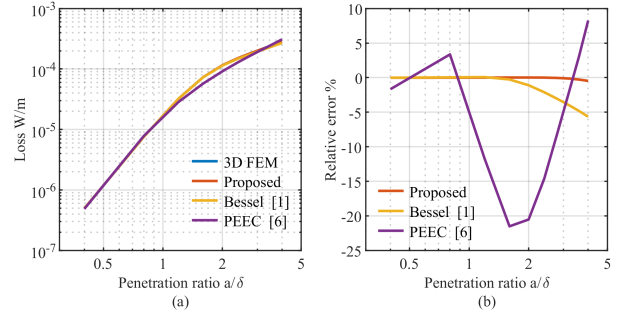 10-3
10-4
10-5
10-6
10-7
Loss W/m
3D FEM
Proposed
Bessel [1]
PEEC [6]
0.5 1 2 5
Penetration ratio a/δ
(a)
10
5
0
-5
-10
-15
-20
-25
Relative error %
Proposed
Bessel [1]
PEEC [6]
0.5 1 2 5
Penetration ratio a/δ
(b)